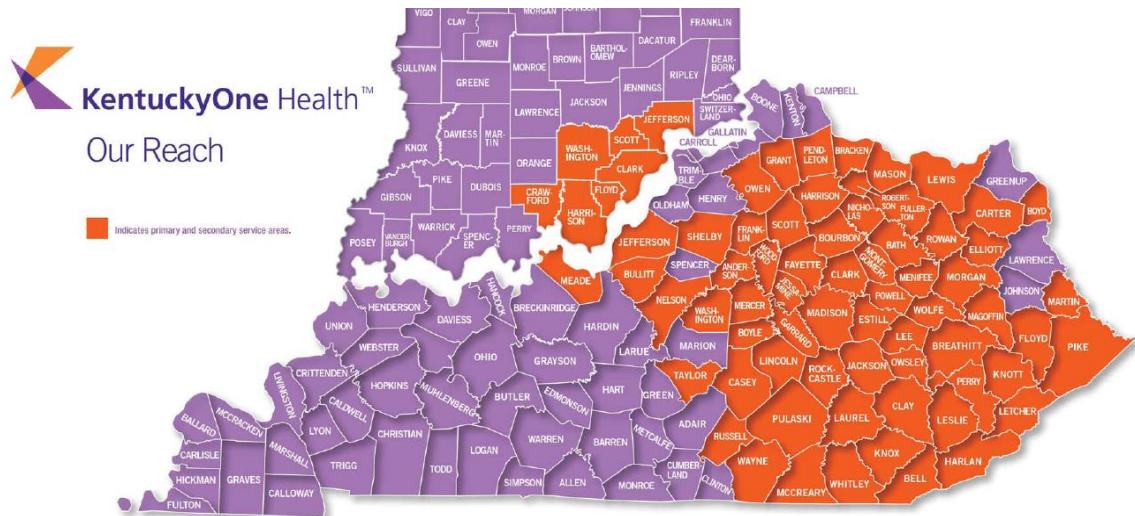 KentuckyOne Health™
Our Reach
Indicates primary and secondary service areas.
VIGO
CLAY
OWEN
MORGAN
FRANKLIN
DACATUR
SULLIVAN
GREENE
MONROE
BROWN
BARTHOL-
OMEW
DEAR-
BORN
RIPLEY
JENNINGS
JACKSON
OHIO
SWITZER-
LAND
LAWRENCE
JEFFERSON
SCOTT
WASH-
INGTON
CLARK
KNOX
DAVIESS
MAR-
TIN
ORANGE
PIKE
DUBOIS
GIBSON
CRAW-
FORD
HARRI-
SON
FLOYD
POSEY
VANDER
BURGH
WARRICK
SPENC-
ER
PERRY
BOONE
KENTON
CAMPBELL
GALLATIN
CARROLL
TRIM-
BLE
GRANT
PEND-
LETON
BRACKEN
MASON
LEWIS
GREENUP
OLDHAM
HENRY
OWEN
HARRISON
ROBERT-
SON
NICHO-
LAS
FULLER-
TON
CARTER
BOYD
JEFFERSON
SHELBY
FRANK-
LIN
SCOTT
BOURBON
BATH
ROWAN
ELLIOTT
LAWRENCE
MEADE
BULLITT
SPENCER
ANDER-
SON
WOOD
FORD
FAYETTE
CLARK
MONT-
GOMERY
MENIFEE
MORGAN
JOHNSON
MARTIN
HANCOCK
BRECKINRIDGE
NELSON
WASH-
INGTON
MERCER
JESSA
MINE
MADISON
POWELL
ESTILL
WOLFE
MAGOFFIN
HENDERSON
UNION
DAVIESS
HARDIN
BOYLE
GARRARD
LEE
BREATHITT
FLOYD
PIKE
WEBSTER
OHIO
GRAYSON
LARUE
MARION
LINCOLN
ROCK-
CASTLE
JACKSON
OWSLEY
PERRY
KNOTT
CRITTENDEN
LIVINGSTON
HOPKINS
MUHLENBERG
BUTLER
EDMONSON
HART
GREEN
TAYLOR
CASEY
PULASKI
LAUREL
CLAY
LESLIE
LETCHER
BALLARD
MCCRACKEN
LYON
CALDWELL
CHRISTIAN
WARREN
BARREN
METCALFE
ADAIR
RUSSELL
CARLISLE
MARSHALL
TRIGG
TODD
LOGAN
CUMBER
LAND
WAYNE
KNOX
HARLAN
HICKMAN
GRAVES
CALLOWAY
SIMPSON
ALLEN
MONROE
CLINTON
MCCREARY
WHITLEY
BELL
FULTON